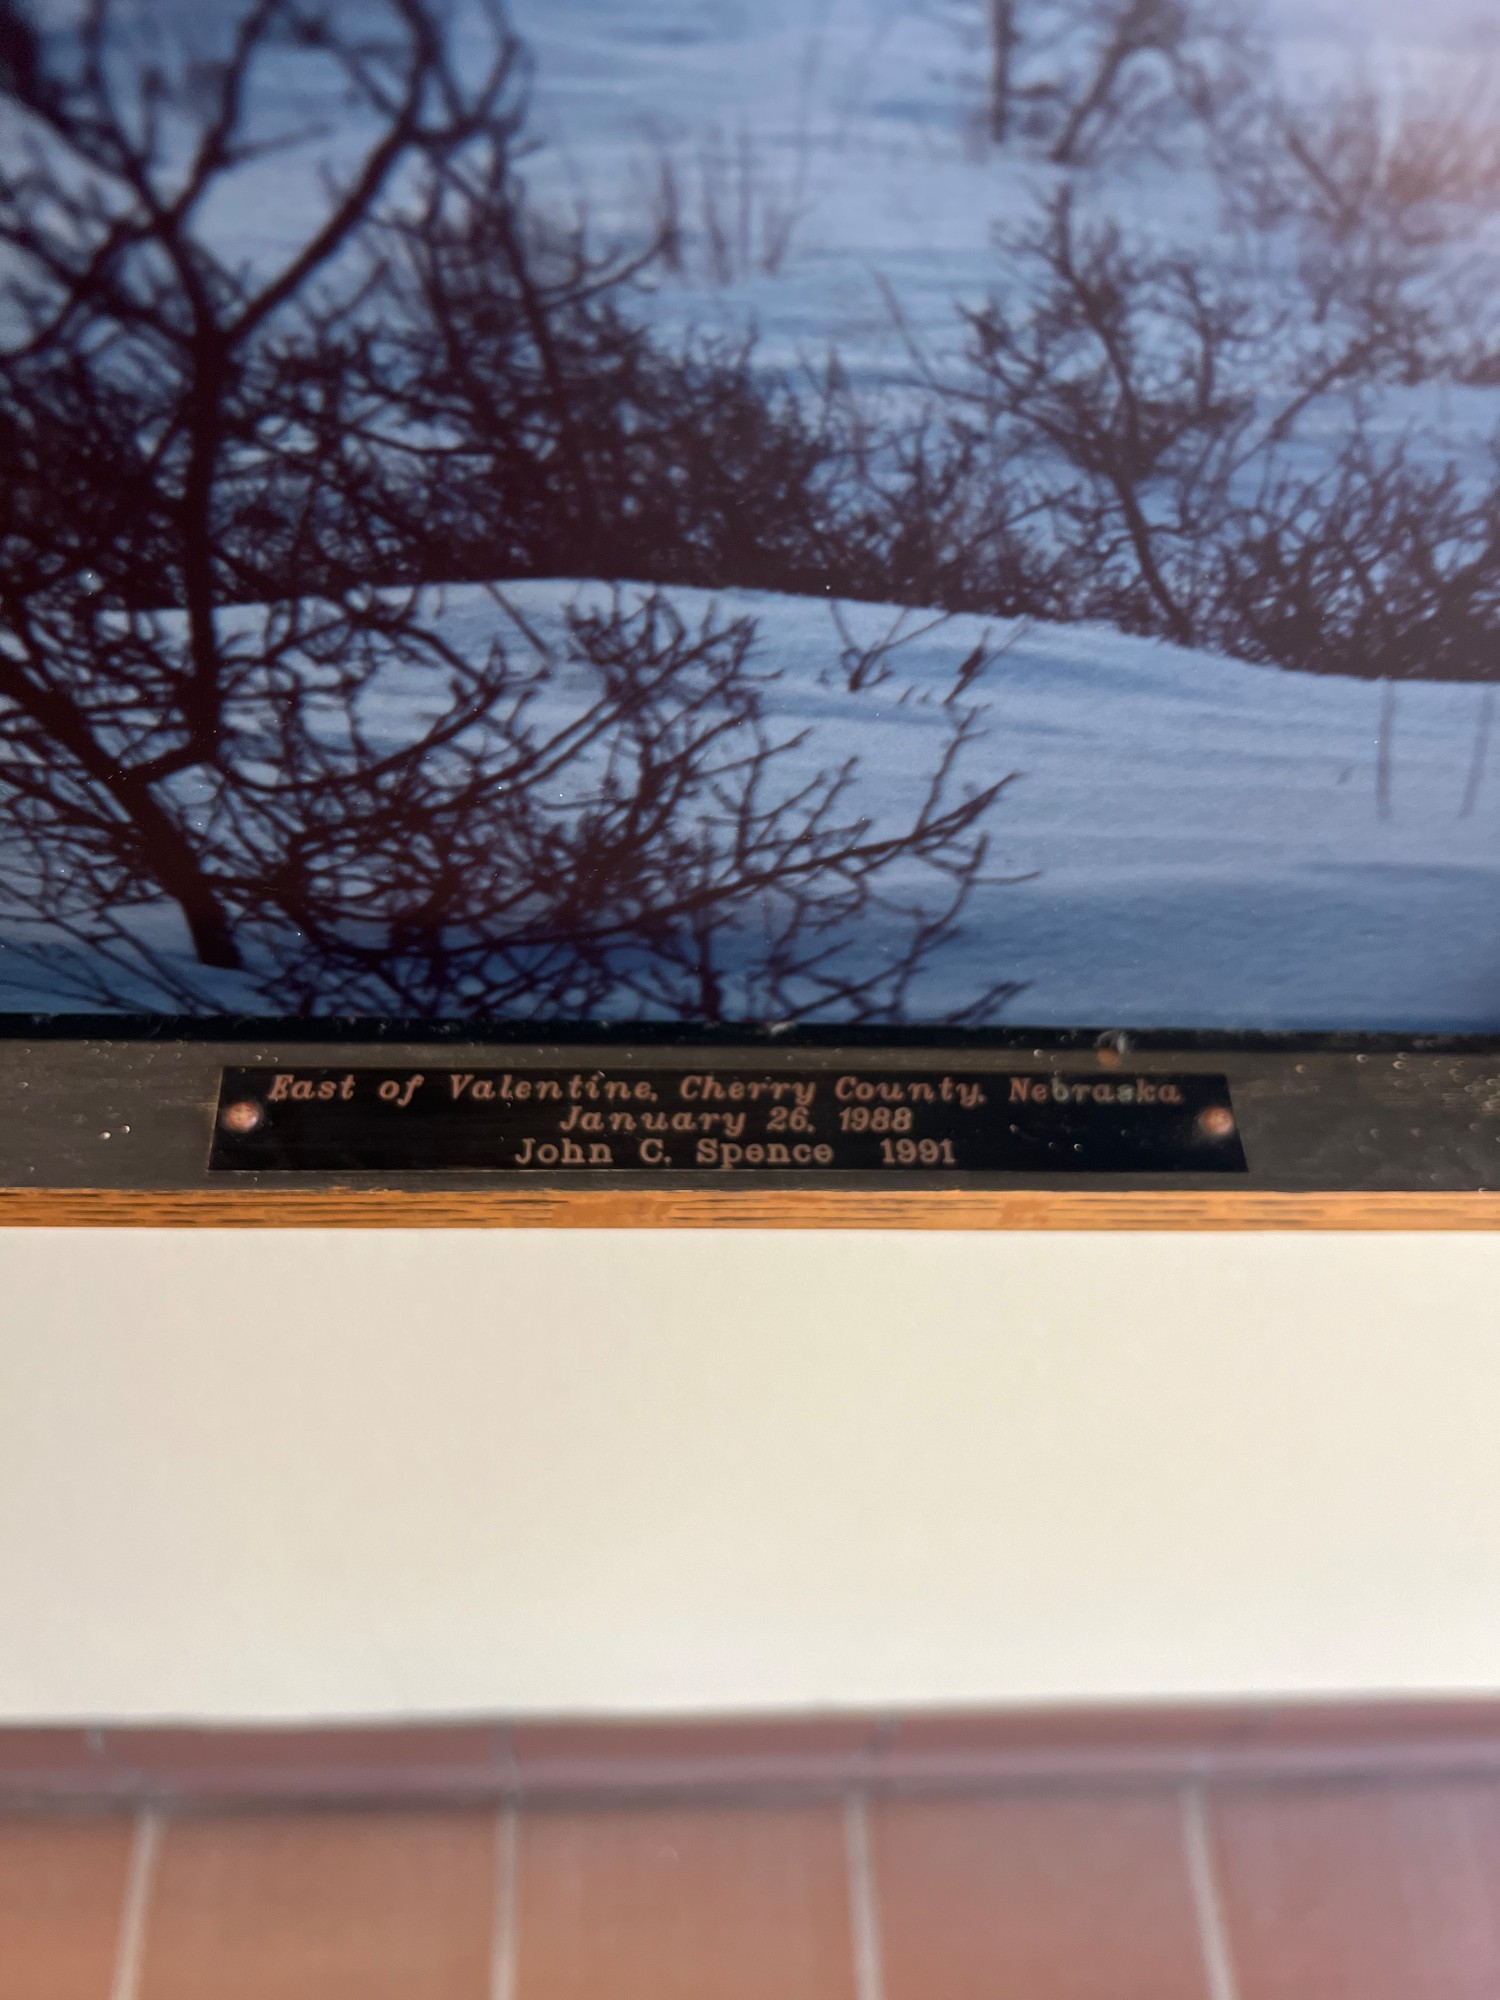 East of Valentine, Cherry County, Nebraska
January 26, 1988
John C. Spence 1991